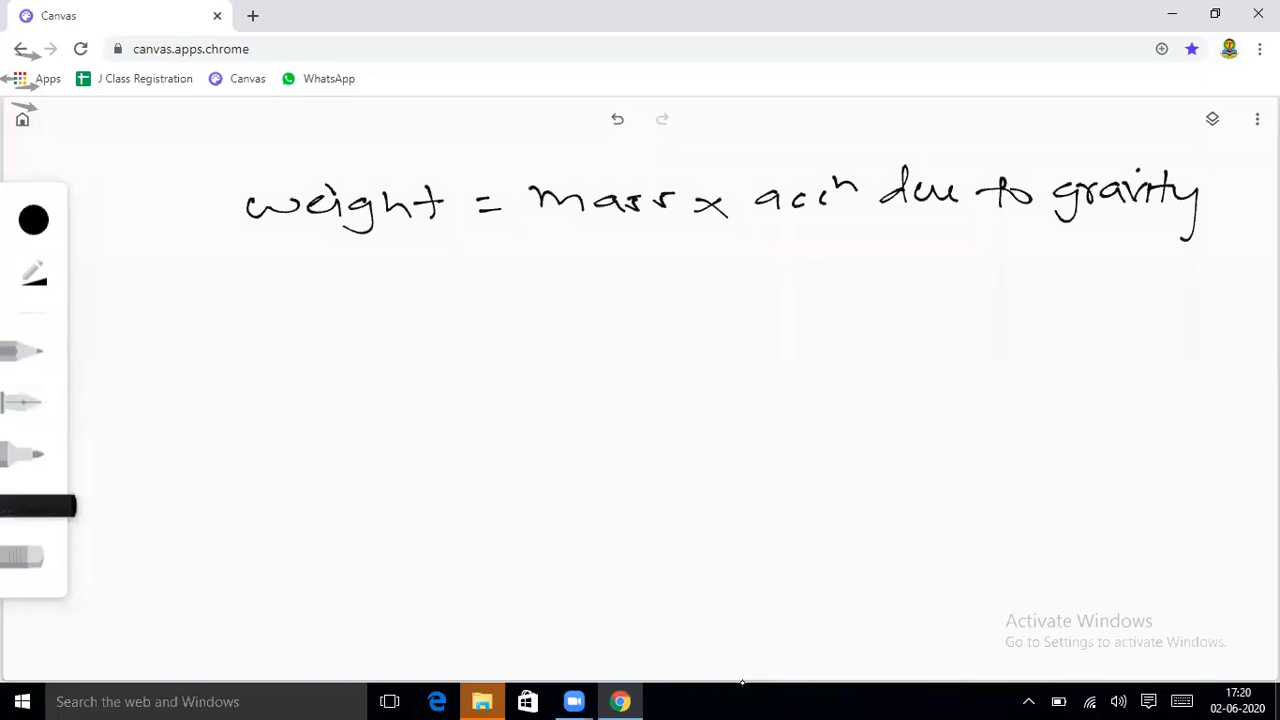 Canvas
canvas.apps.chrome
Apps J Class Registration Canvas WhatsApp
weight = mass x accn due to gravity
Activate Windows
Go to Settings to activate Windows.
Search the web and Windows
17:20
02-06-2020